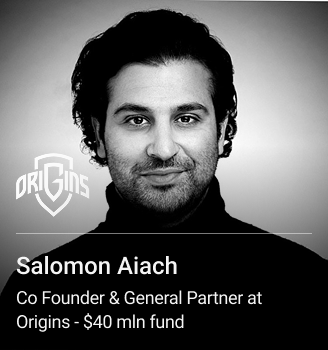 ORIGINS
Salomon Aiach
Co Founder & General Partner at
Origins - $40 mln fund